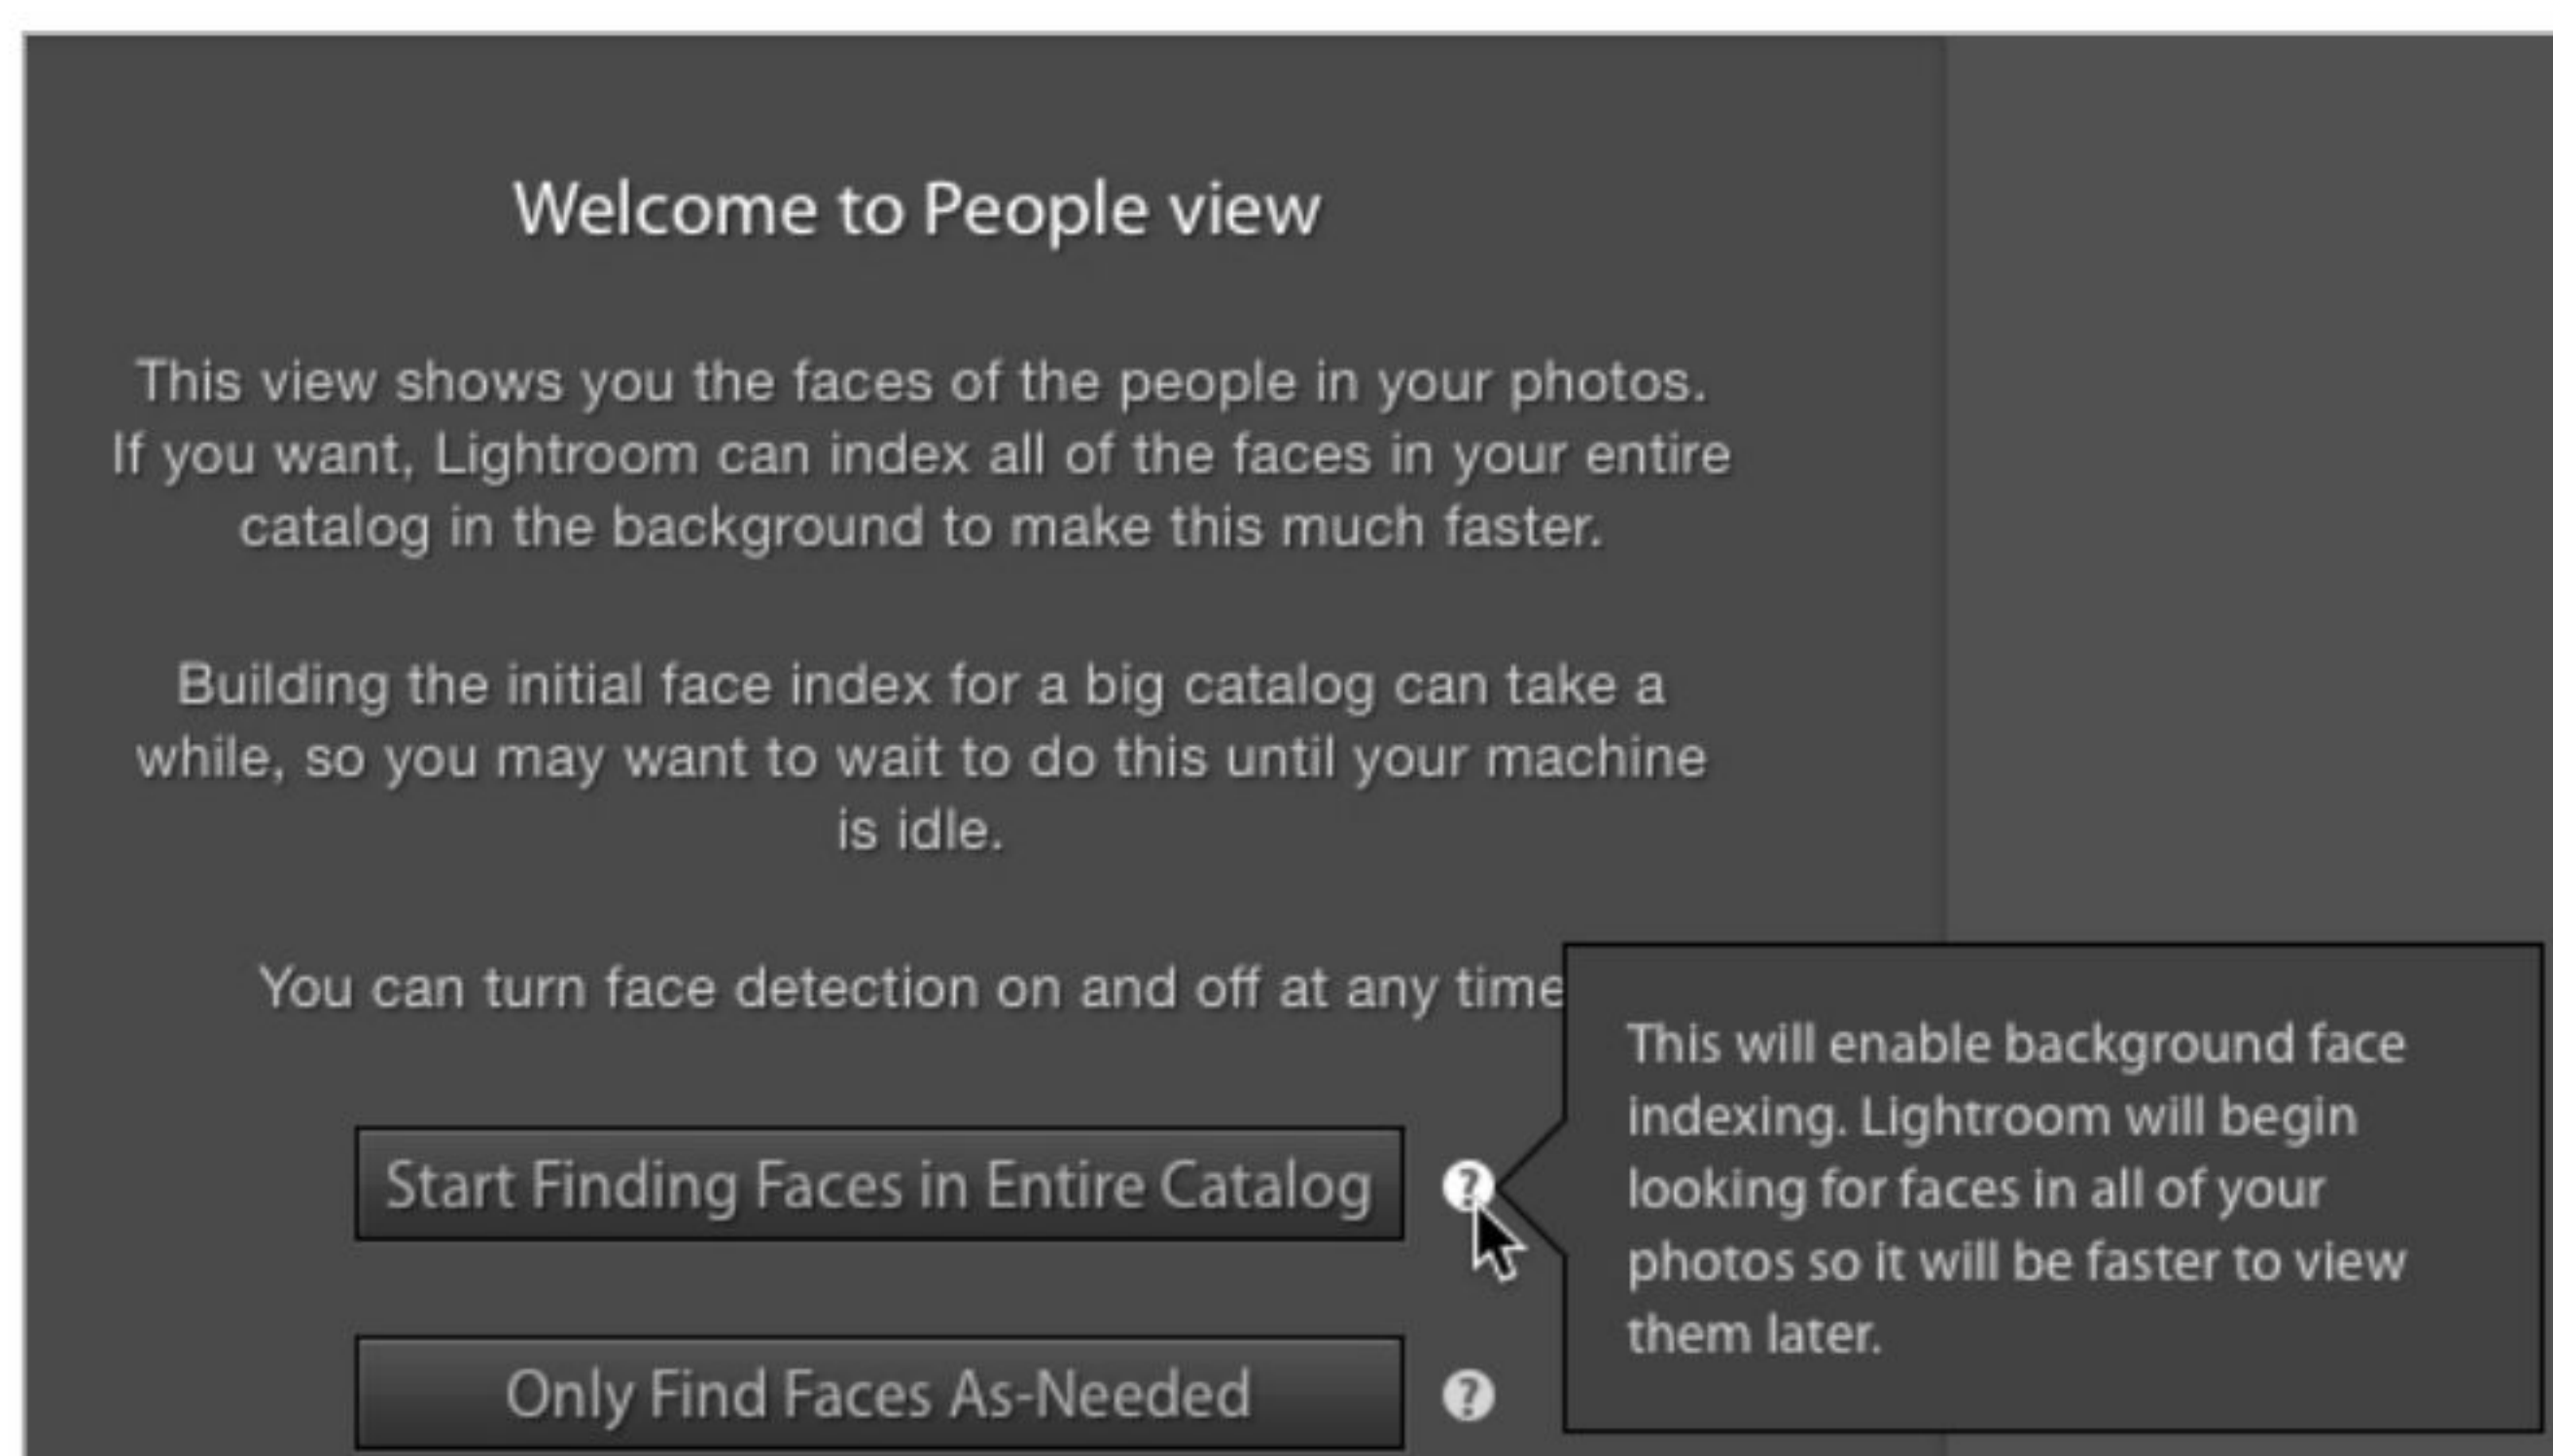 Welcome to People view
This view shows you the faces of the people in your photos.
If you want, Lightroom can index all of the faces in your entire
catalog in the background to make this much faster.
Building the initial face index for a big catalog can take a
while, so you may want to wait to do this until your machine
is idle.
You can turn face detection on and off at any time
Start Finding Faces in Entire Catalog
?
This will enable background face
indexing. Lightroom will begin
looking for faces in all of your
photos so it will be faster to view
them later.
Only Find Faces As-Needed
?